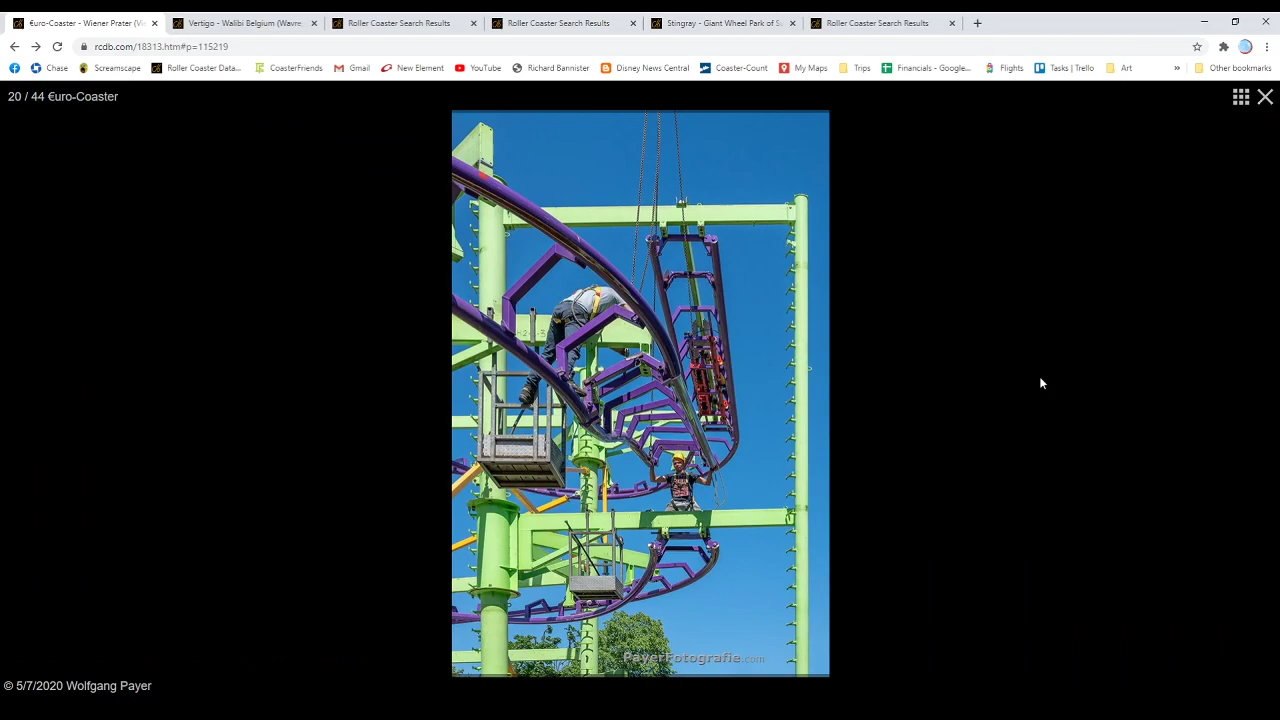 €uro-Coaster - Wiener Prater (Vi
Vertigo - Walibi Belgium (Wavre,
Roller Coaster Search Results
Roller Coaster Search Results
Stingray - Giant Wheel Park of Su
Roller Coaster Search Results
rcdb.com/18313.htm#p=115219
Chase
Screamscape
Roller Coaster Data...
CoasterFriends
Gmail
New Element
YouTube
Richard Bannister
Disney News Central
Coaster-Count
My Maps
Trips
Financials - Google...
Flights
Tasks | Trello
Art
»
Other bookmarks
20 / 44 €uro-Coaster
PayerFotografie.com
© 5/7/2020 Wolfgang Payer